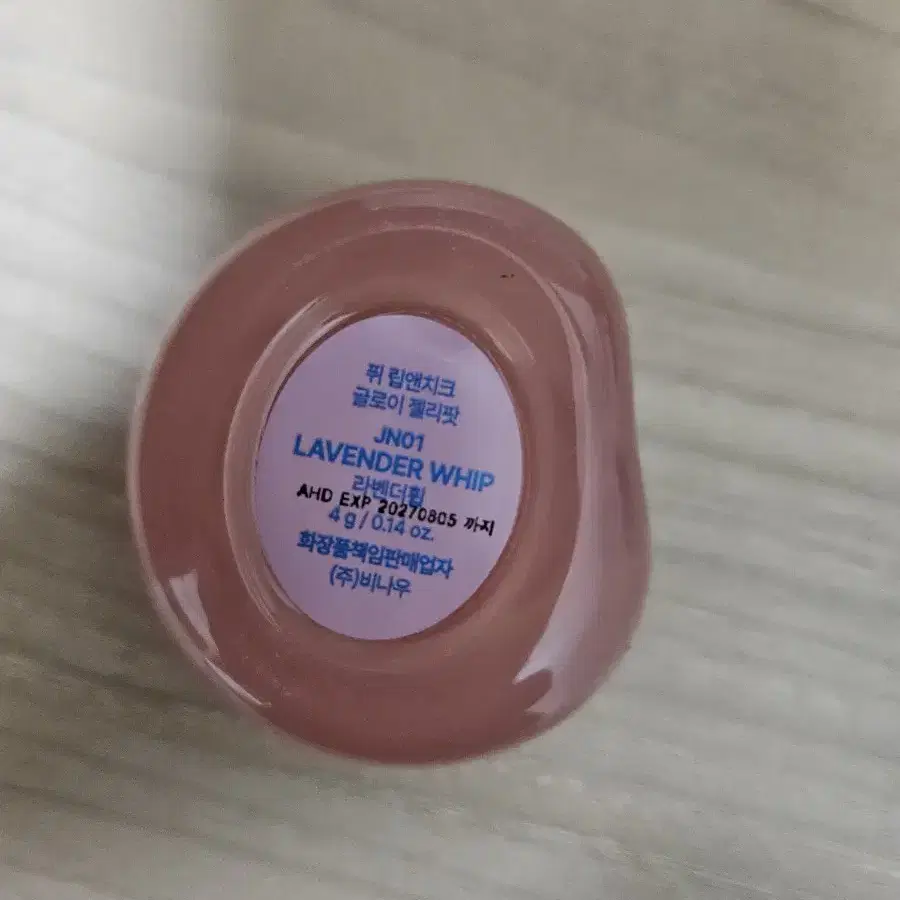 퓌 립앤치크
글로이 젤리팟
JN01
LAVENDER WHIP
라벤더휩
AHD EXP 20270805 까지
4 g / 0.14 oz.
화장품책임판매업자
(주)비나우